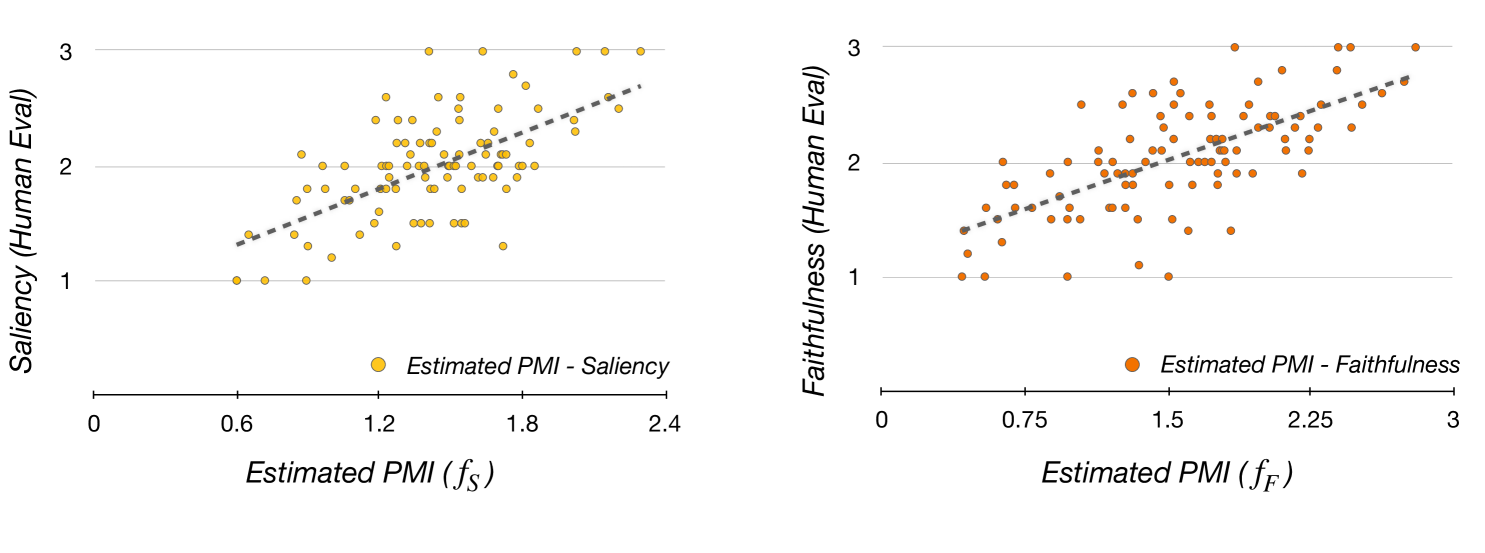 Saliency (Human Eval)
3
2
1
Estimated PMI - Saliency
0 0.6 1.2 1.8 2.4
Estimated PMI (f_S)
Faithfulness (Human Eval)
3
2
1
Estimated PMI - Faithfulness
0 0.75 1.5 2.25 3
Estimated PMI (f_F)